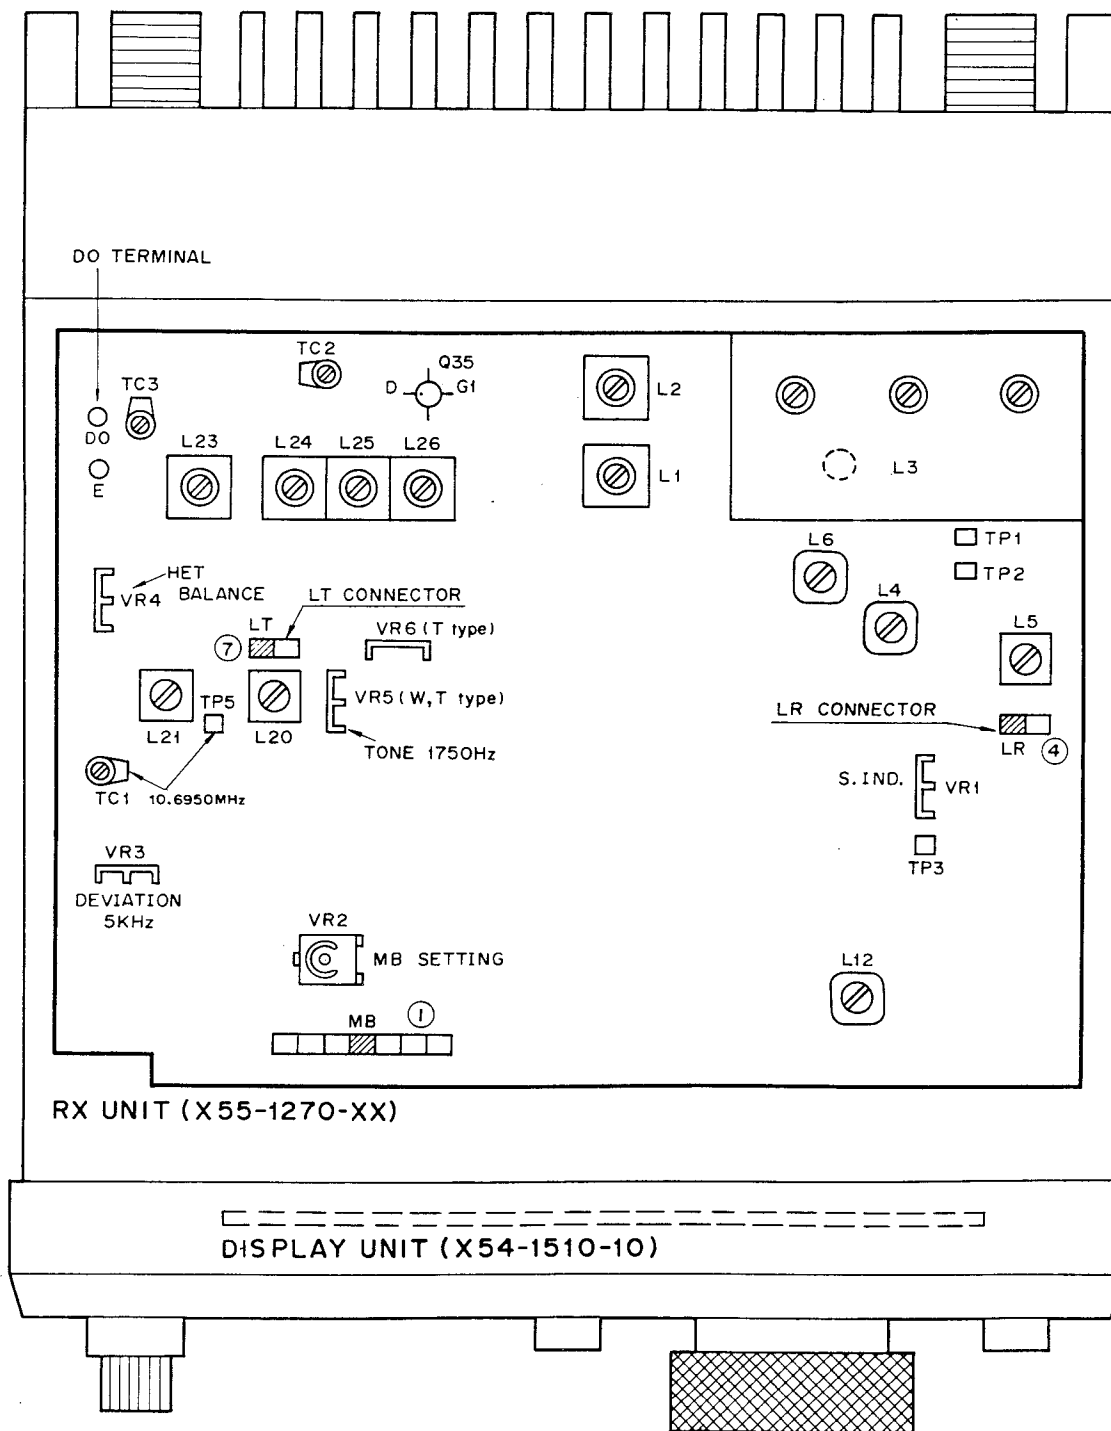 DO TERMINAL
TC2
Q35
D
G1
TC3
L2
DO
L23
L24
L25
L26
E
L1
L3
TP1
L6
TP2
HET
BALANCE
VR4
LT CONNECTOR
L4
LT
VR6 (T type)
L5
7
TP5
VR5 (W,T type)
LR CONNECTOR
L21
L20
TONE 1750Hz
LR
4
S.IND.
VR1
TC1
10.6950MHz
VR3
TP3
DEVIATION
5KHz
VR2
MB SETTING
L12
MB
1
RX UNIT (X55-1270-XX)
DISPLAY UNIT (X54-1510-10)